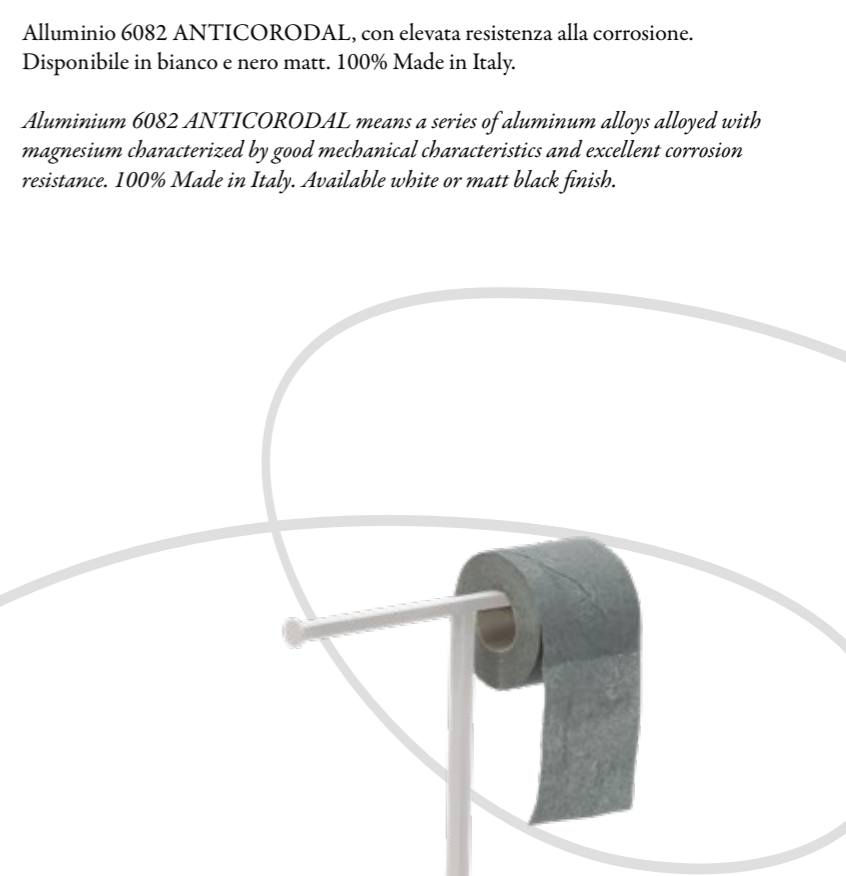 Alluminio 6082 ANTICORODAL, con elevata resistenza alla corrosione.
Disponibile in bianco e nero matt. 100% Made in Italy.
Aluminium 6082 ANTICORODAL means a series of aluminum alloys alloyed with
magnesium characterized by good mechanical characteristics and excellent corrosion
resistance. 100% Made in Italy. Available white or matt black finish.